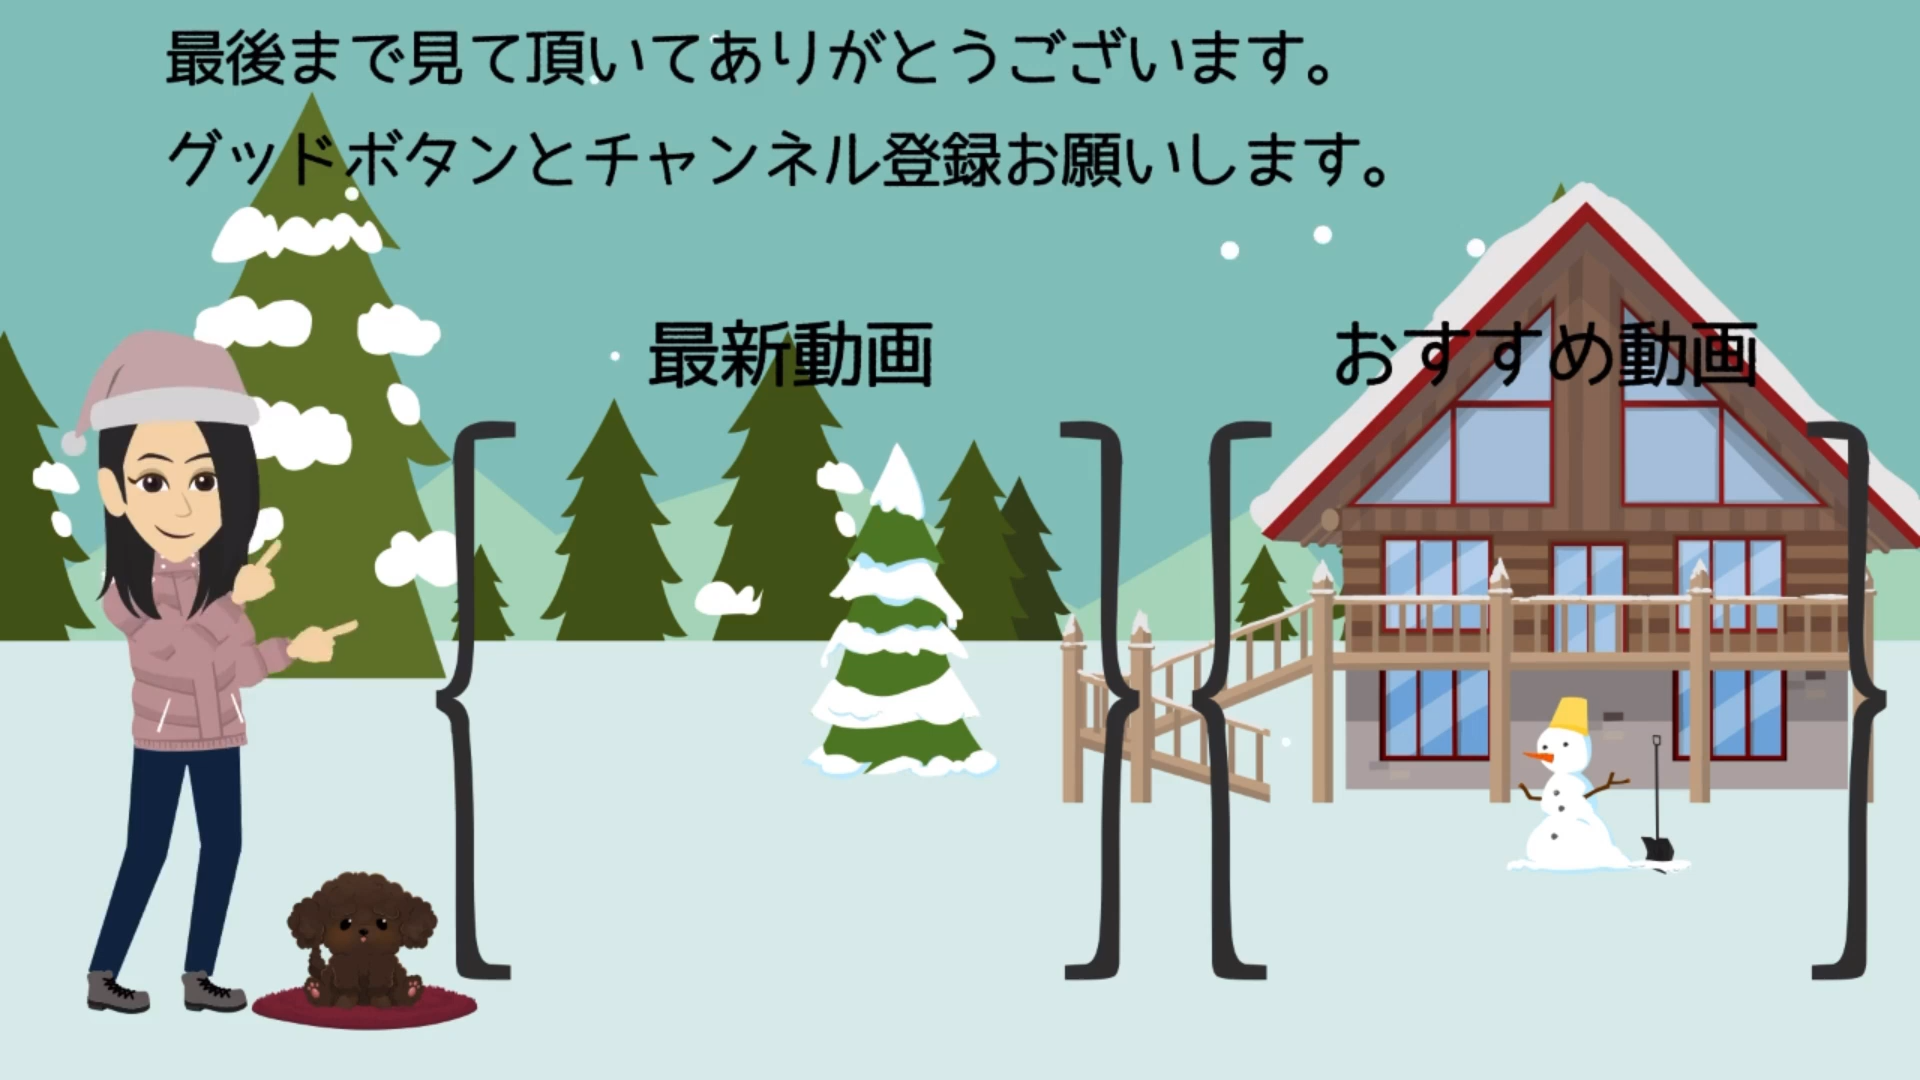 最後まで見て頂いてありがとうございます。
グッドボタンとチャンネル登録お願いします。
最新動画
おすすめ動画